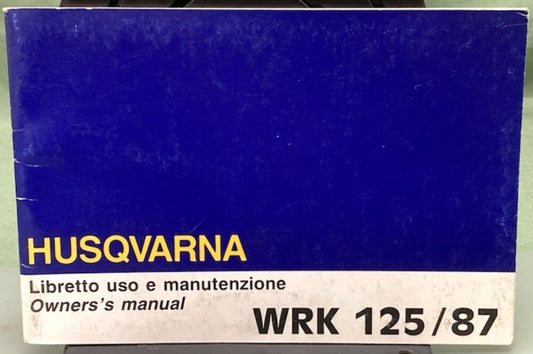 HUSQVARNA
Libretto uso e manutenzione
Owners's manual
WRK 125/87